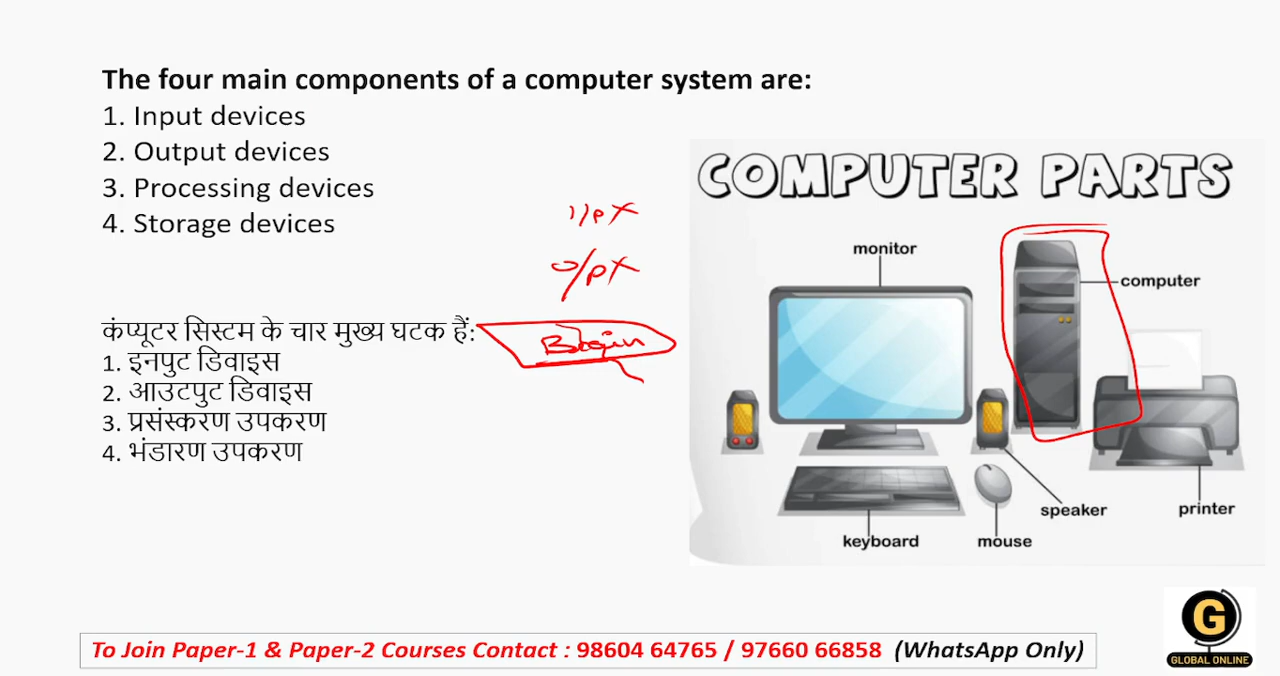 The four main components of a computer system are:
1. Input devices
2. Output devices
3. Processing devices
4. Storage devices
I/p X
O/p X
कंप्यूटर सिस्टम के चार मुख्य घटक हैं:
Brain
1. इनपुट डिवाइस
2. आउटपुट डिवाइस
3. प्रसंस्करण उपकरण
4. भंडारण उपकरण
COMPUTER PARTS
monitor
computer
speaker
printer
keyboard
mouse
To Join Paper-1 & Paper-2 Courses Contact : 98604 64765 / 97660 66858 (WhatsApp Only)
G
GLOBAL ONLINE